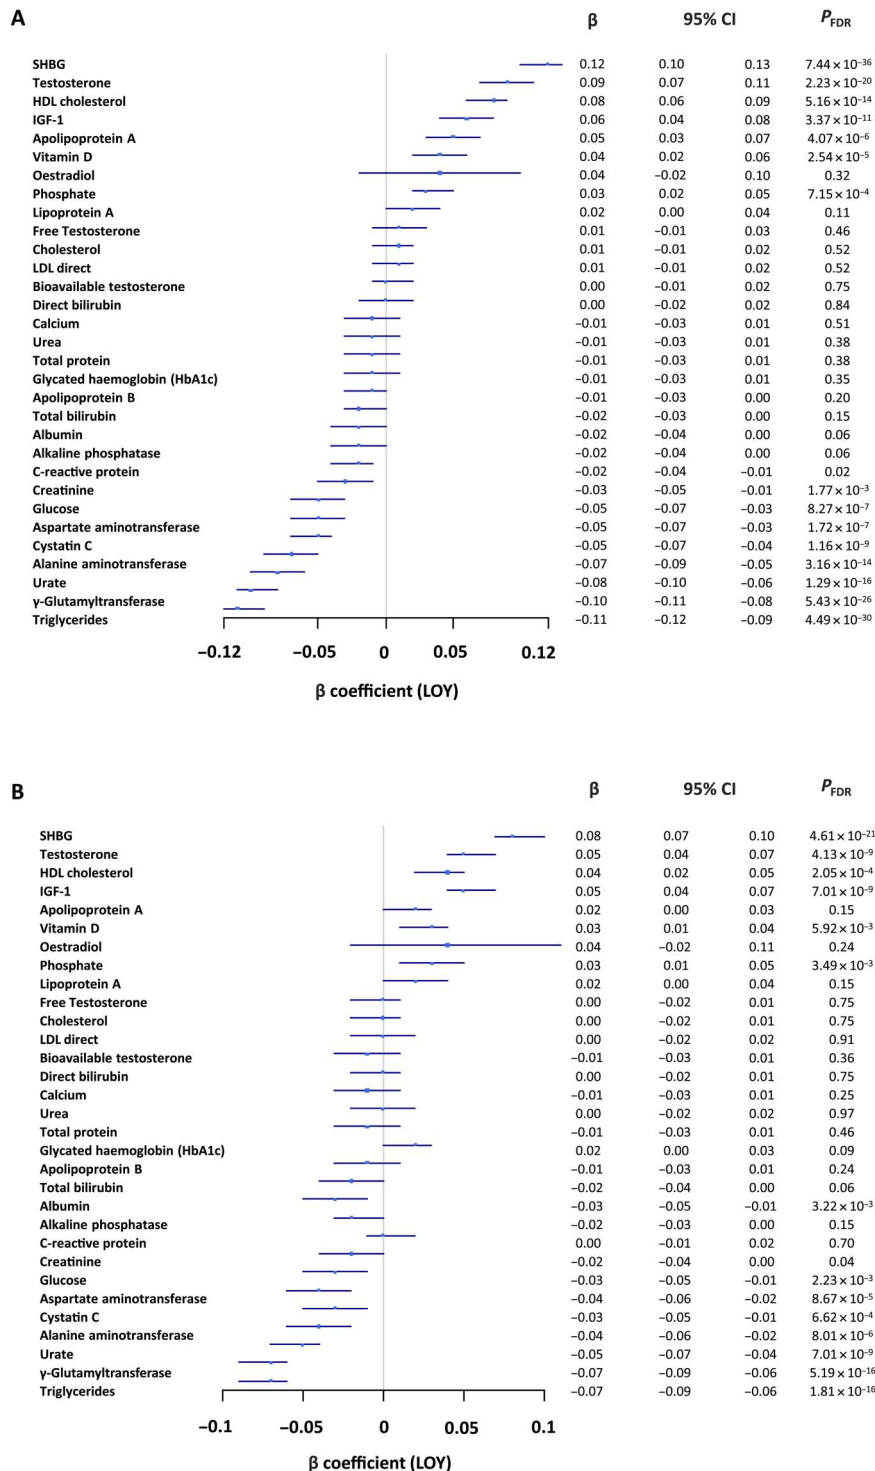 A β 95% CI PFDR
SHBG 0.12 0.10 0.13 7.44 × 10⁻³⁶
Testosterone 0.09 0.07 0.11 2.23 × 10⁻²⁰
HDL cholesterol 0.08 0.06 0.09 5.16 × 10⁻¹⁴
IGF-1 0.06 0.04 0.08 3.37 × 10⁻¹¹
Apolipoprotein A 0.05 0.03 0.07 4.07 × 10⁻⁶
Vitamin D 0.04 0.02 0.06 2.54 × 10⁻⁵
Oestradiol 0.04 −0.02 0.10 0.32
Phosphate 0.03 0.02 0.05 7.15 × 10⁻⁴
Lipoprotein A 0.02 0.00 0.04 0.11
Free Testosterone 0.01 −0.01 0.03 0.46
Cholesterol 0.01 −0.01 0.02 0.52
LDL direct 0.01 −0.01 0.02 0.52
Bioavailable testosterone 0.00 −0.01 0.02 0.75
Direct bilirubin 0.00 −0.02 0.02 0.84
Calcium −0.01 −0.03 0.01 0.51
Urea −0.01 −0.03 0.01 0.38
Total protein −0.01 −0.03 0.01 0.38
Glycated haemoglobin (HbA1c) −0.01 −0.03 0.01 0.35
Apolipoprotein B −0.01 −0.03 0.00 0.20
Total bilirubin −0.02 −0.03 0.00 0.15
Albumin −0.02 −0.04 0.00 0.06
Alkaline phosphatase −0.02 −0.04 0.00 0.06
C-reactive protein −0.02 −0.04 −0.01 0.02
Creatinine −0.03 −0.05 −0.01 1.77 × 10⁻³
Glucose −0.05 −0.07 −0.03 8.27 × 10⁻⁷
Aspartate aminotransferase −0.05 −0.07 −0.03 1.72 × 10⁻⁷
Cystatin C −0.05 −0.07 −0.04 1.16 × 10⁻⁹
Alanine aminotransferase −0.07 −0.09 −0.05 3.16 × 10⁻¹⁴
Urate −0.08 −0.10 −0.06 1.29 × 10⁻¹⁶
γ-Glutamyltransferase −0.10 −0.11 −0.08 5.43 × 10⁻²⁶
Triglycerides −0.11 −0.12 −0.09 4.49 × 10⁻³⁰
−0.12 −0.05 0 0.05 0.12
β coefficient (LOY)
B β 95% CI PFDR
SHBG 0.08 0.07 0.10 4.61 × 10⁻²¹
Testosterone 0.05 0.04 0.07 4.13 × 10⁻⁹
HDL cholesterol 0.04 0.02 0.05 2.05 × 10⁻⁴
IGF-1 0.05 0.04 0.07 7.01 × 10⁻⁹
Apolipoprotein A 0.02 0.00 0.03 0.15
Vitamin D 0.03 0.01 0.04 5.92 × 10⁻³
Oestradiol 0.04 −0.02 0.11 0.24
Phosphate 0.03 0.01 0.05 3.49 × 10⁻³
Lipoprotein A 0.02 0.00 0.04 0.15
Free Testosterone 0.00 −0.02 0.01 0.75
Cholesterol 0.00 −0.02 0.01 0.75
LDL direct 0.00 −0.02 0.02 0.91
Bioavailable testosterone −0.01 −0.03 0.01 0.36
Direct bilirubin 0.00 −0.02 0.01 0.75
Calcium −0.01 −0.03 0.01 0.25
Urea 0.00 −0.02 0.02 0.97
Total protein −0.01 −0.03 0.01 0.46
Glycated haemoglobin (HbA1c) 0.02 0.00 0.03 0.09
Apolipoprotein B −0.01 −0.03 0.01 0.24
Total bilirubin −0.02 −0.04 0.00 0.06
Albumin −0.03 −0.05 −0.01 3.22 × 10⁻³
Alkaline phosphatase −0.02 −0.03 0.00 0.15
C-reactive protein 0.00 −0.01 0.02 0.70
Creatinine −0.02 −0.04 0.00 0.04
Glucose −0.03 −0.05 −0.01 2.23 × 10⁻³
Aspartate aminotransferase −0.04 −0.06 −0.02 8.67 × 10⁻⁵
Cystatin C −0.03 −0.05 −0.01 6.62 × 10⁻⁴
Alanine aminotransferase −0.04 −0.06 −0.02 8.01 × 10⁻⁶
Urate −0.05 −0.07 −0.04 7.01 × 10⁻⁹
γ-Glutamyltransferase −0.07 −0.09 −0.06 5.19 × 10⁻¹⁶
Triglycerides −0.07 −0.09 −0.06 1.81 × 10⁻¹⁶
−0.1 −0.05 0 0.05 0.1
β coefficient (LOY)